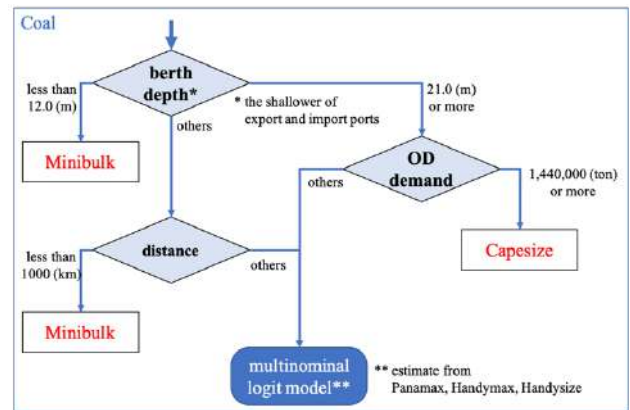 Coal
berth
depth*
less than
12.0 (m)
21.0 (m)
or more
* the shallower of
export and import ports
others
Minibulk
OD
demand
others
1,440,000 (ton)
or more
distance
less than
1000 (km)
others
Capesize
Minibulk
multinominal
logit model**
** estimate from
Panamax, Handymax, Handysize